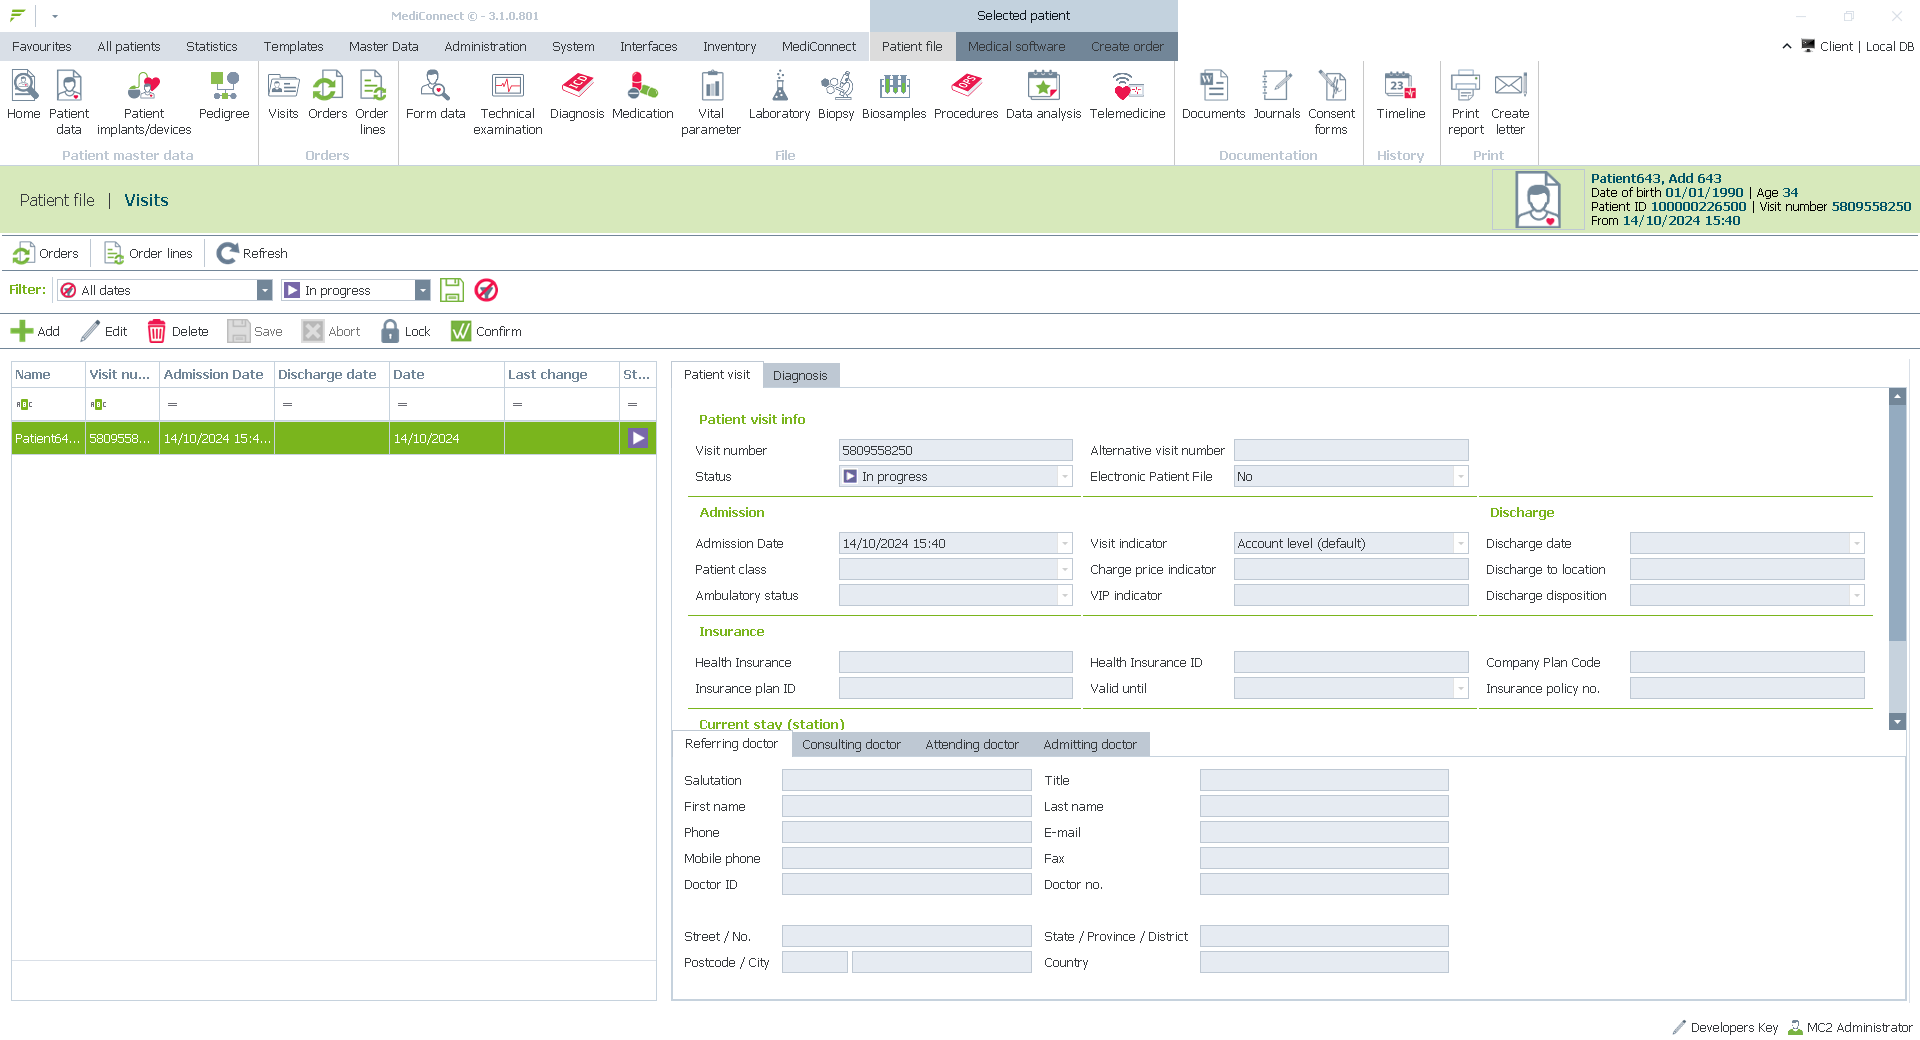 MediConnect © - 3.1.0.801
Selected patient
Favourites All patients Statistics Templates Master Data Administration System Interfaces Inventory MediConnect Patient file Medical software Create order
Client | Local DB
Home Patient data Patient implants/devices Pedigree Visits Orders Order lines Form data Technical examination Diagnosis Medication Vital parameter Laboratory Biopsy Biosamples Procedures Data analysis Telemedicine Documents Journals Consent forms Timeline Print report Create letter
Patient master data Orders File Documentation History Print
Patient file | Visits
Patient643, Add 643
Date of birth 01/01/1990 | Age 34
Patient ID 100000226500 | Visit number 5809558250
From 14/10/2024 15:40
Orders Order lines Refresh
Filter: All dates In progress
Add Edit Delete Save Abort Lock Confirm
Name Visit nu... Admission Date Discharge date Date Last change St...
ABC ABC = = = = =
Patient64... 5809558... 14/10/2024 15:4... 14/10/2024
Patient visit Diagnosis
Patient visit info
Visit number 5809558250 Alternative visit number
Status In progress Electronic Patient File No
Admission Discharge
Admission Date 14/10/2024 15:40 Visit indicator Account level (default) Discharge date
Patient class Charge price indicator Discharge to location
Ambulatory status VIP indicator Discharge disposition
Insurance
Health Insurance Health Insurance ID Company Plan Code
Insurance plan ID Valid until Insurance policy no.
Current stay (station)
Referring doctor Consulting doctor Attending doctor Admitting doctor
Salutation Title
First name Last name
Phone E-mail
Mobile phone Fax
Doctor ID Doctor no.
Street / No. State / Province / District
Postcode / City Country
Developers Key MC2 Administrator